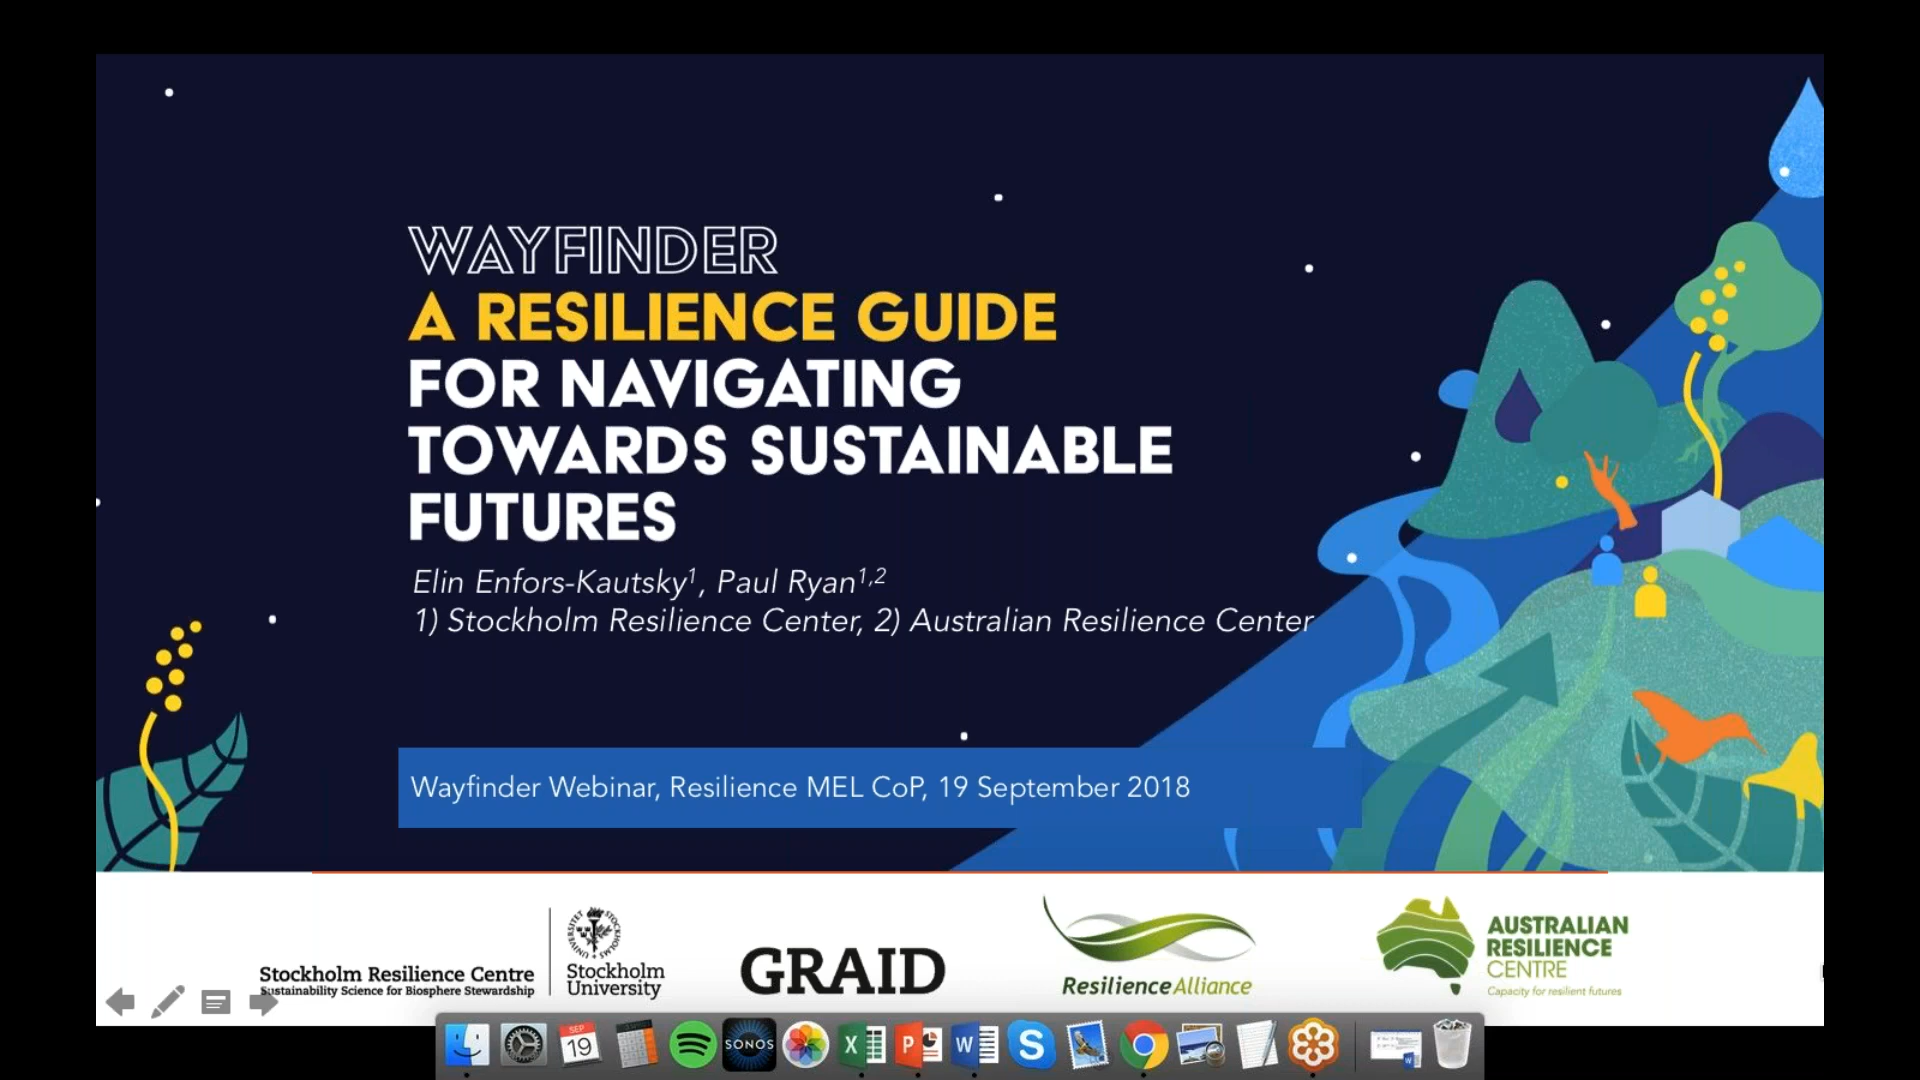 WAYFINDER
A RESILIENCE GUIDE
FOR NAVIGATING
TOWARDS SUSTAINABLE
FUTURES
Elin Enfors-Kautsky1, Paul Ryan1,2
1) Stockholm Resilience Center, 2) Australian Resilience Center
Wayfinder Webinar, Resilience MEL CoP, 19 September 2018
Stockholm Resilience Centre
Sustainability Science for Biosphere Stewardship
Stockholm
University
GRAID
ResilienceAlliance
AUSTRALIAN
RESILIENCE
CENTRE
Capacity for resilient futures
SEP
19
SONOS
X
P
W
S